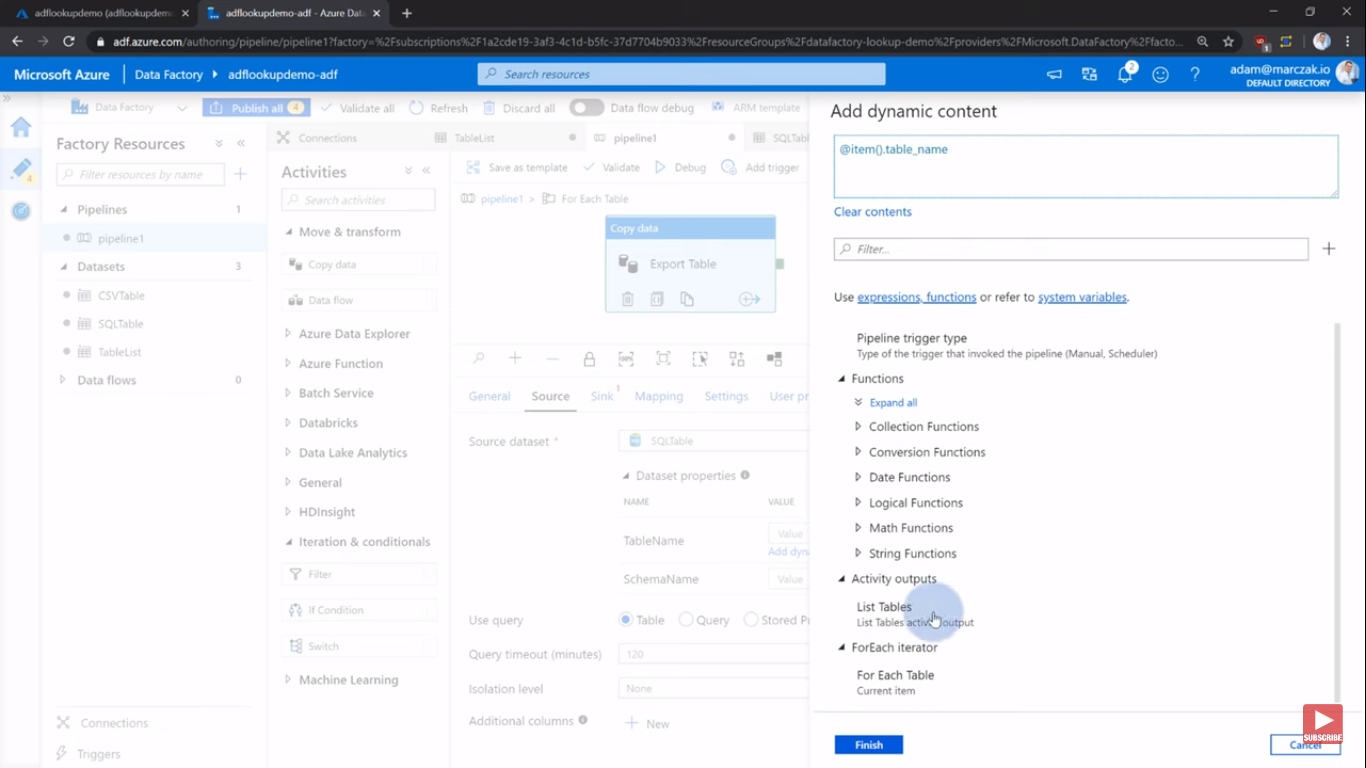 adflookupdemo (adflookupdemo
adflookupdemo-adf - Azure Data
adf.azure.com/authoring/pipeline/pipeline1?factory=%2Fsubscriptions%2F1a2cde19-3af3-4c1d-b5fc-37d7704b9033%2FresourceGroups%2Fdatafactory-lookup-demo%2Fproviders%2FMicrosoft.DataFactory%2Ffacto...
Microsoft Azure
Data Factory
adflookupdemo-adf
Search resources
2
adam@marczak.io
DEFAULT DIRECTORY
Data Factory
Publish all 4
Validate all
Refresh
Discard all
Data flow debug
ARM template
Factory Resources
Filter resources by name
Pipelines 1
pipeline1
Datasets 3
CSVTable
SQLTable
TableList
Data flows 0
Connections
Triggers
Connections
TableList
pipeline1
SQLTabl
Activities
Search activities
Move & transform
Copy data
Data flow
Azure Data Explorer
Azure Function
Batch Service
Databricks
Data Lake Analytics
General
HDInsight
Iteration & conditionals
Filter
If Condition
Switch
Machine Learning
Save as template
Validate
Debug
Add trigger
pipeline1 > For Each Table
Copy data
Export Table
General
Source
Sink 1
Mapping
Settings
User pr
Source dataset *
SQLTable
Dataset properties
NAME
VALUE
TableName
Value
Add dyna
SchemaName
Value
Use query
Table
Query
Stored P
Query timeout (minutes)
120
Isolation level
None
Additional columns
New
Add dynamic content
@item().table_name
Clear contents
Filter...
Use expressions, functions or refer to system variables.
Pipeline trigger type
Type of the trigger that invoked the pipeline (Manual, Scheduler)
Functions
Expand all
Collection Functions
Conversion Functions
Date Functions
Logical Functions
Math Functions
String Functions
Activity outputs
List Tables
List Tables activity output
ForEach iterator
For Each Table
Current item
Finish
Cancel
SUBSCRIBE